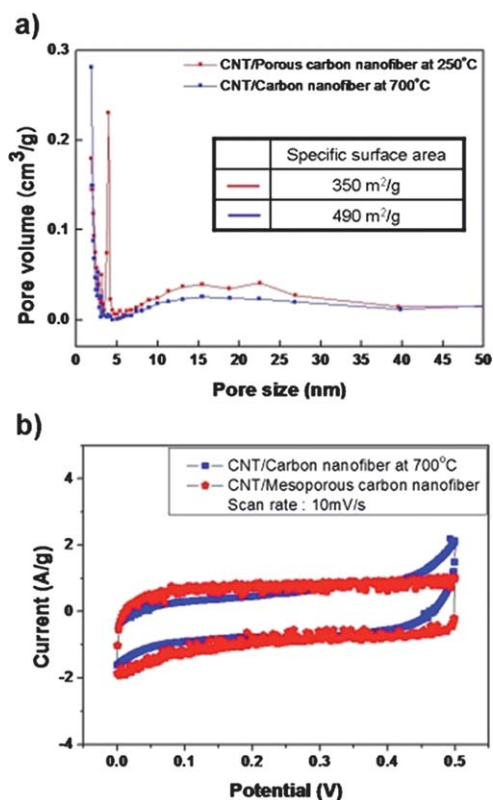 a)
0.3
0.2
0.1
0.0
Pore volume (cm³/g)
CNT/Porous carbon nanofiber at 250°C
CNT/Carbon nanofiber at 700°C
Specific surface area
350 m²/g
490 m²/g
0 5 10 15 20 25 30 35 40 45 50
Pore size (nm)
b)
4
2
0
-2
-4
Current (A/g)
CNT/Carbon nanofiber at 700°C
CNT/Mesoporous carbon nanofiber
Scan rate : 10mV/s
0.0 0.1 0.2 0.3 0.4 0.5
Potential (V)